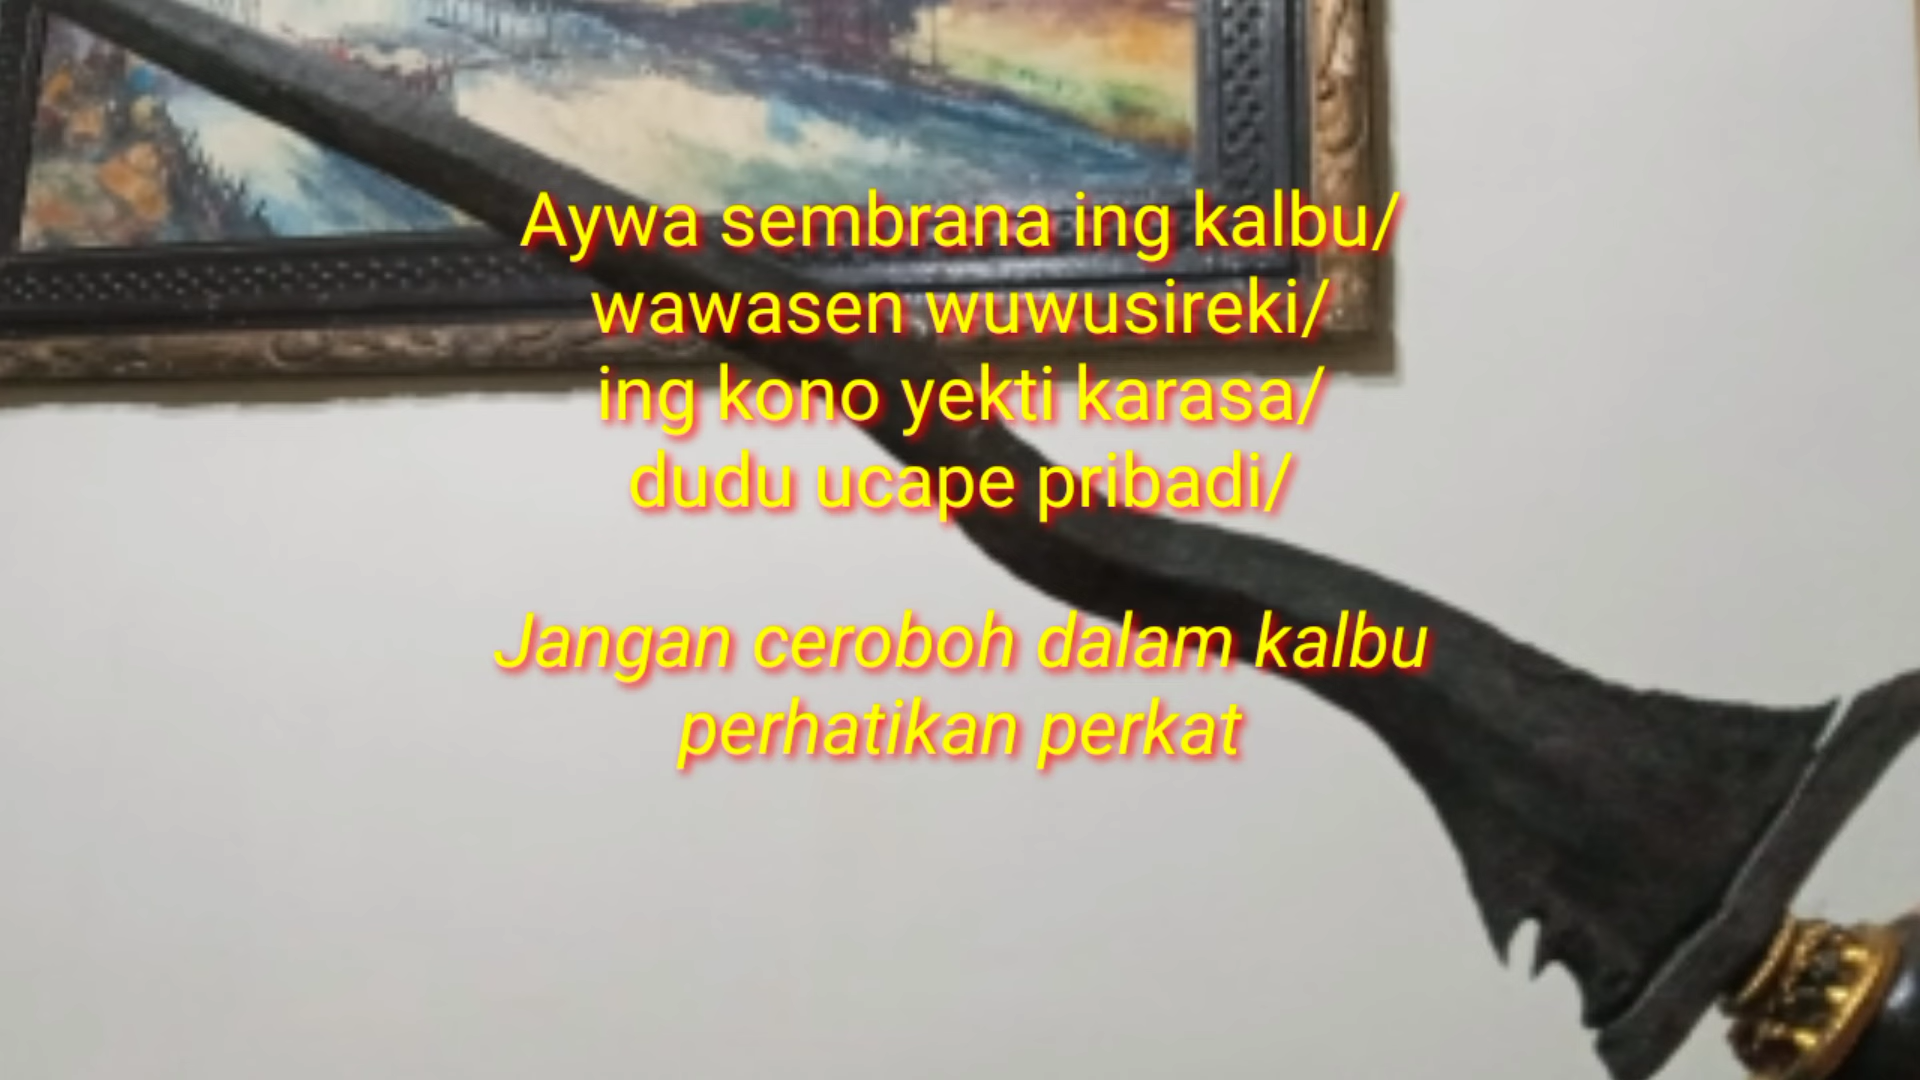 Aywa sembrana ing kalbu/
wawasen wuwusireki/
ing kono yekti karasa/
dudu ucape pribadi/
Jangan ceroboh dalam kalbu
perhatikan perkat